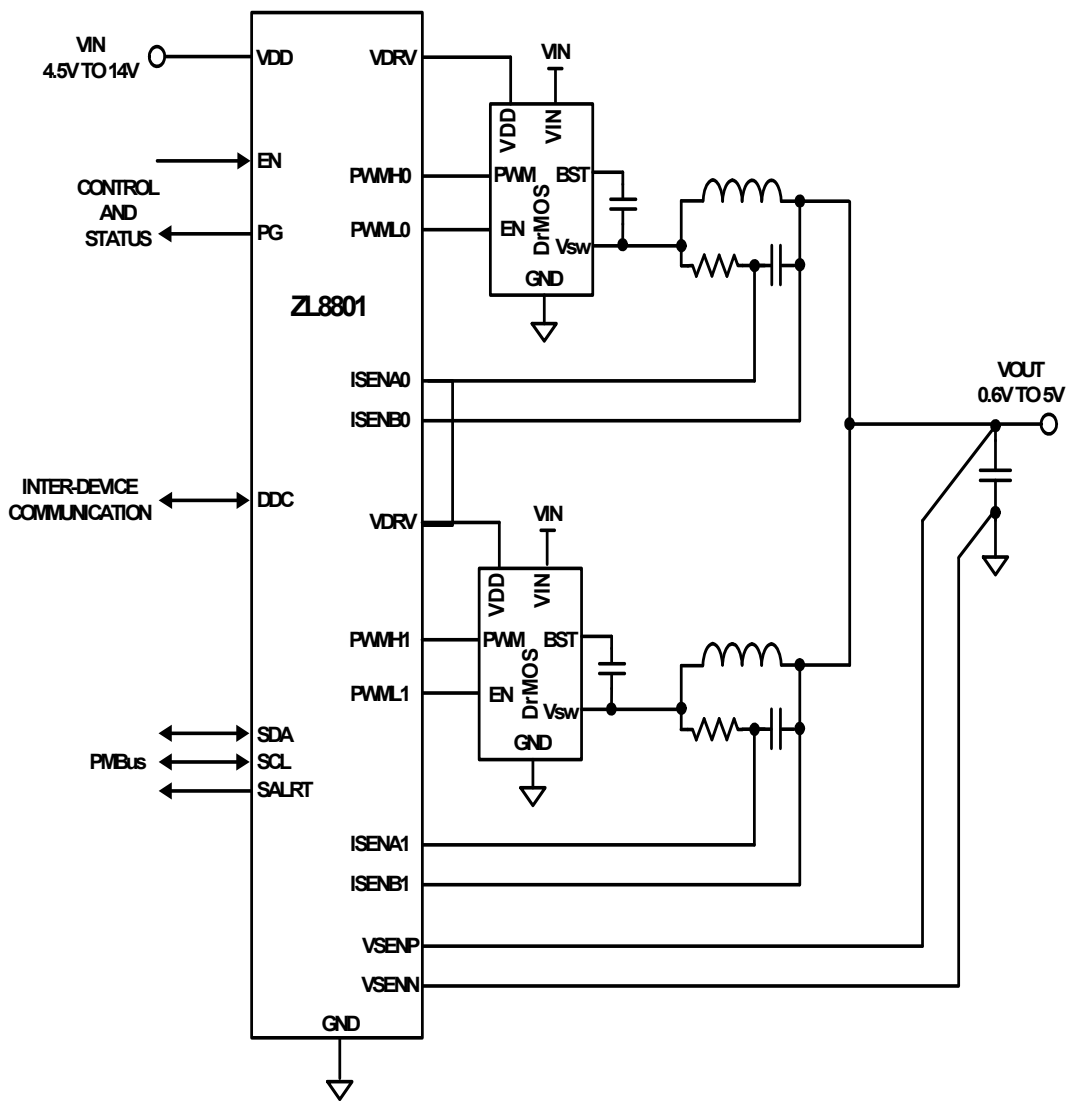 VIN
4.5V TO 14V
VDD
VDRV
VIN
VDD
VIN
EN
CONTROL
AND
STATUS
PG
PWMH0
PWM
BST
PWML0
EN
DrMOS
Vsw
GND
ZL8801
ISENA0
ISENB0
VOUT
0.6V TO 5V
INTER-DEVICE
COMMUNICATION
DDC
VDRV
VIN
VDD
VIN
PWMH1
PWM
BST
PWML1
EN
DrMOS
Vsw
GND
SDA
PMBus
SCL
SALRT
ISENA1
ISENB1
VSENP
VSENN
GND